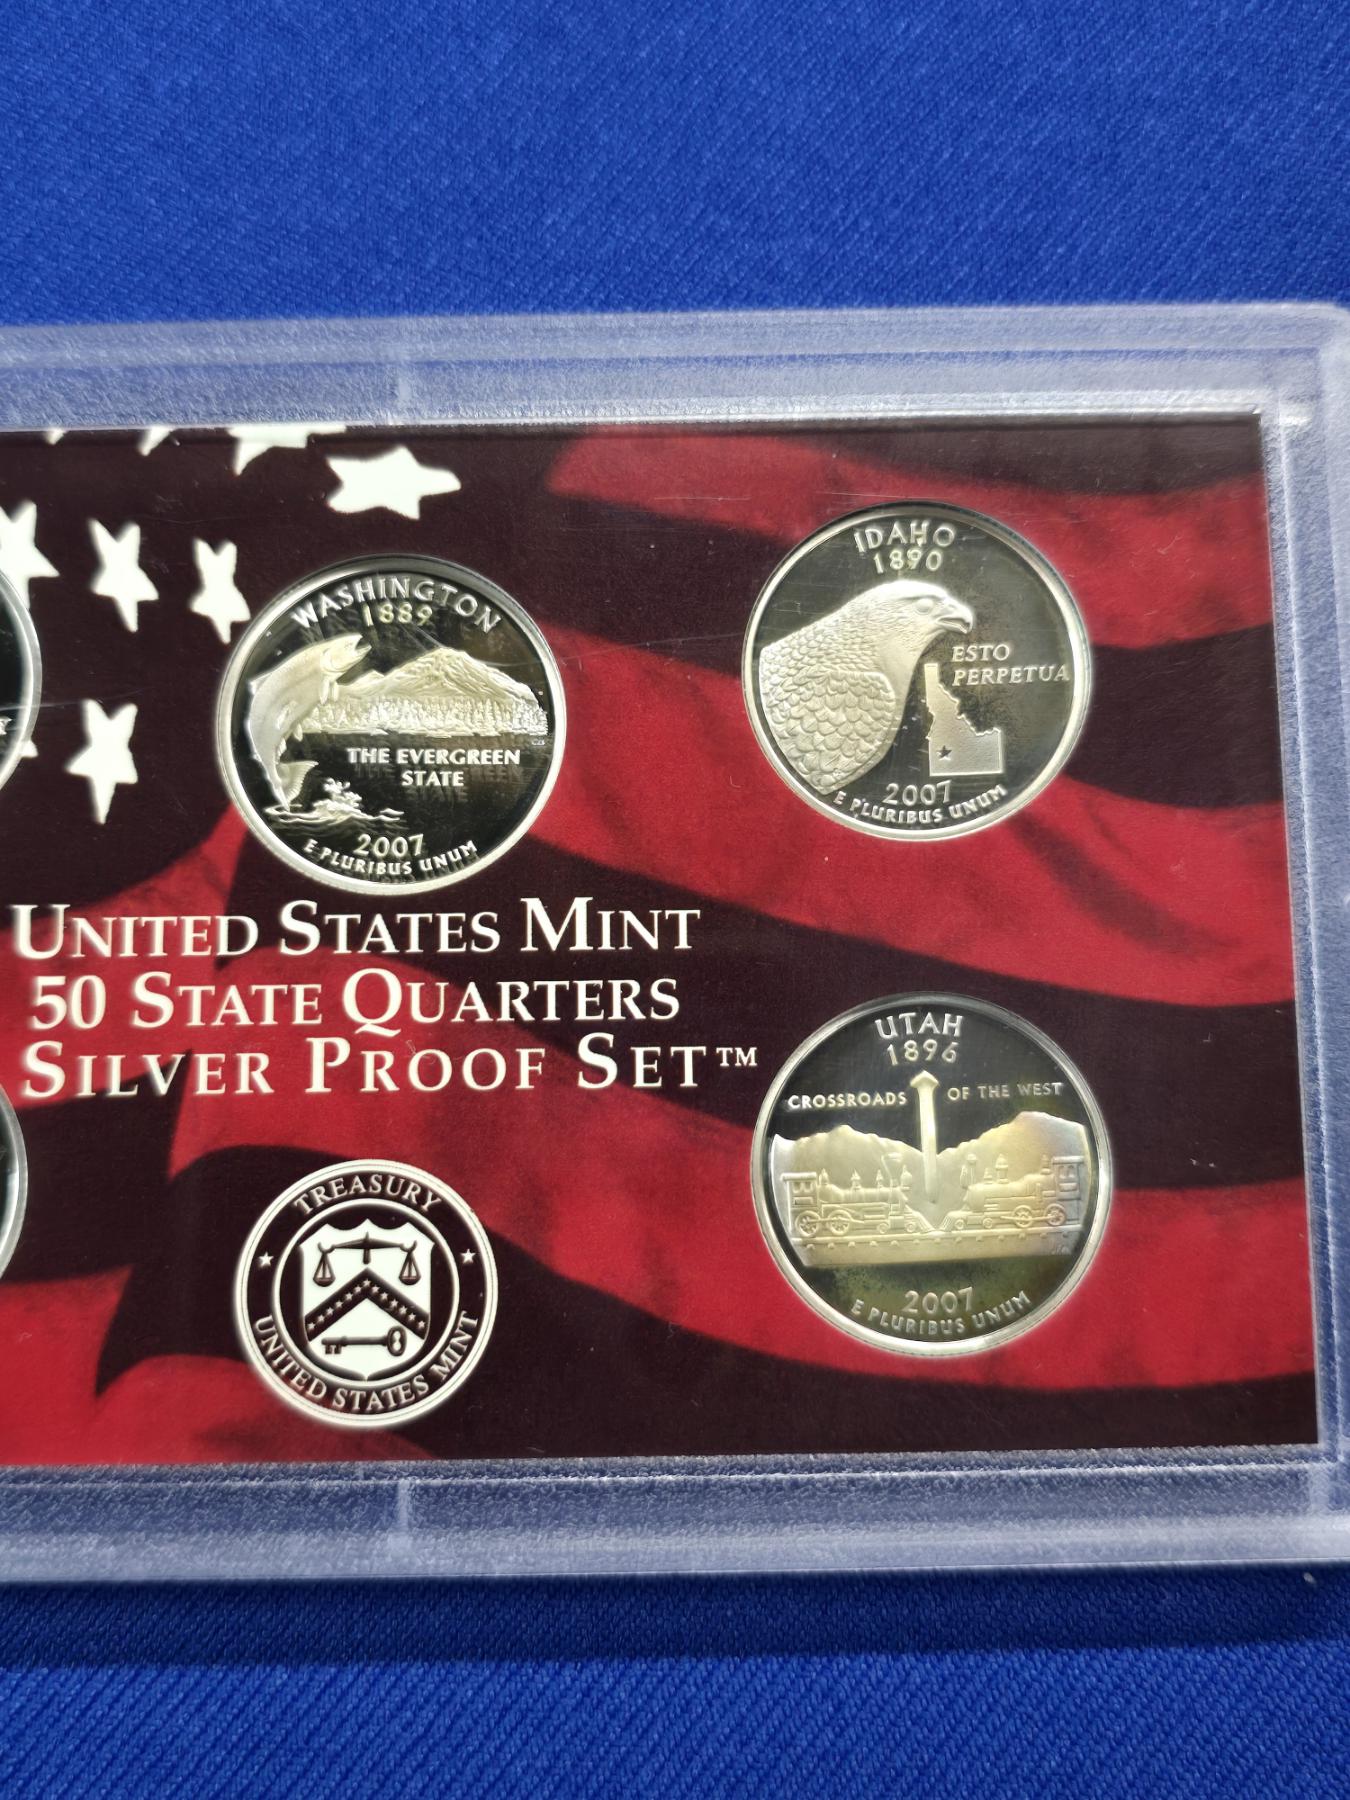 WASHINGTON
1889
THE EVERGREEN
STATE
2007
E PLURIBUS UNUM
IDAHO
1890
ESTO
PERPETUA
2007
E PLURIBUS UNUM
UNITED STATES MINT
50 STATE QUARTERS
SILVER PROOF SET™
UTAH
1896
CROSSROADS OF THE WEST
2007
E PLURIBUS UNUM
TREASURY
UNITED STATES MINT